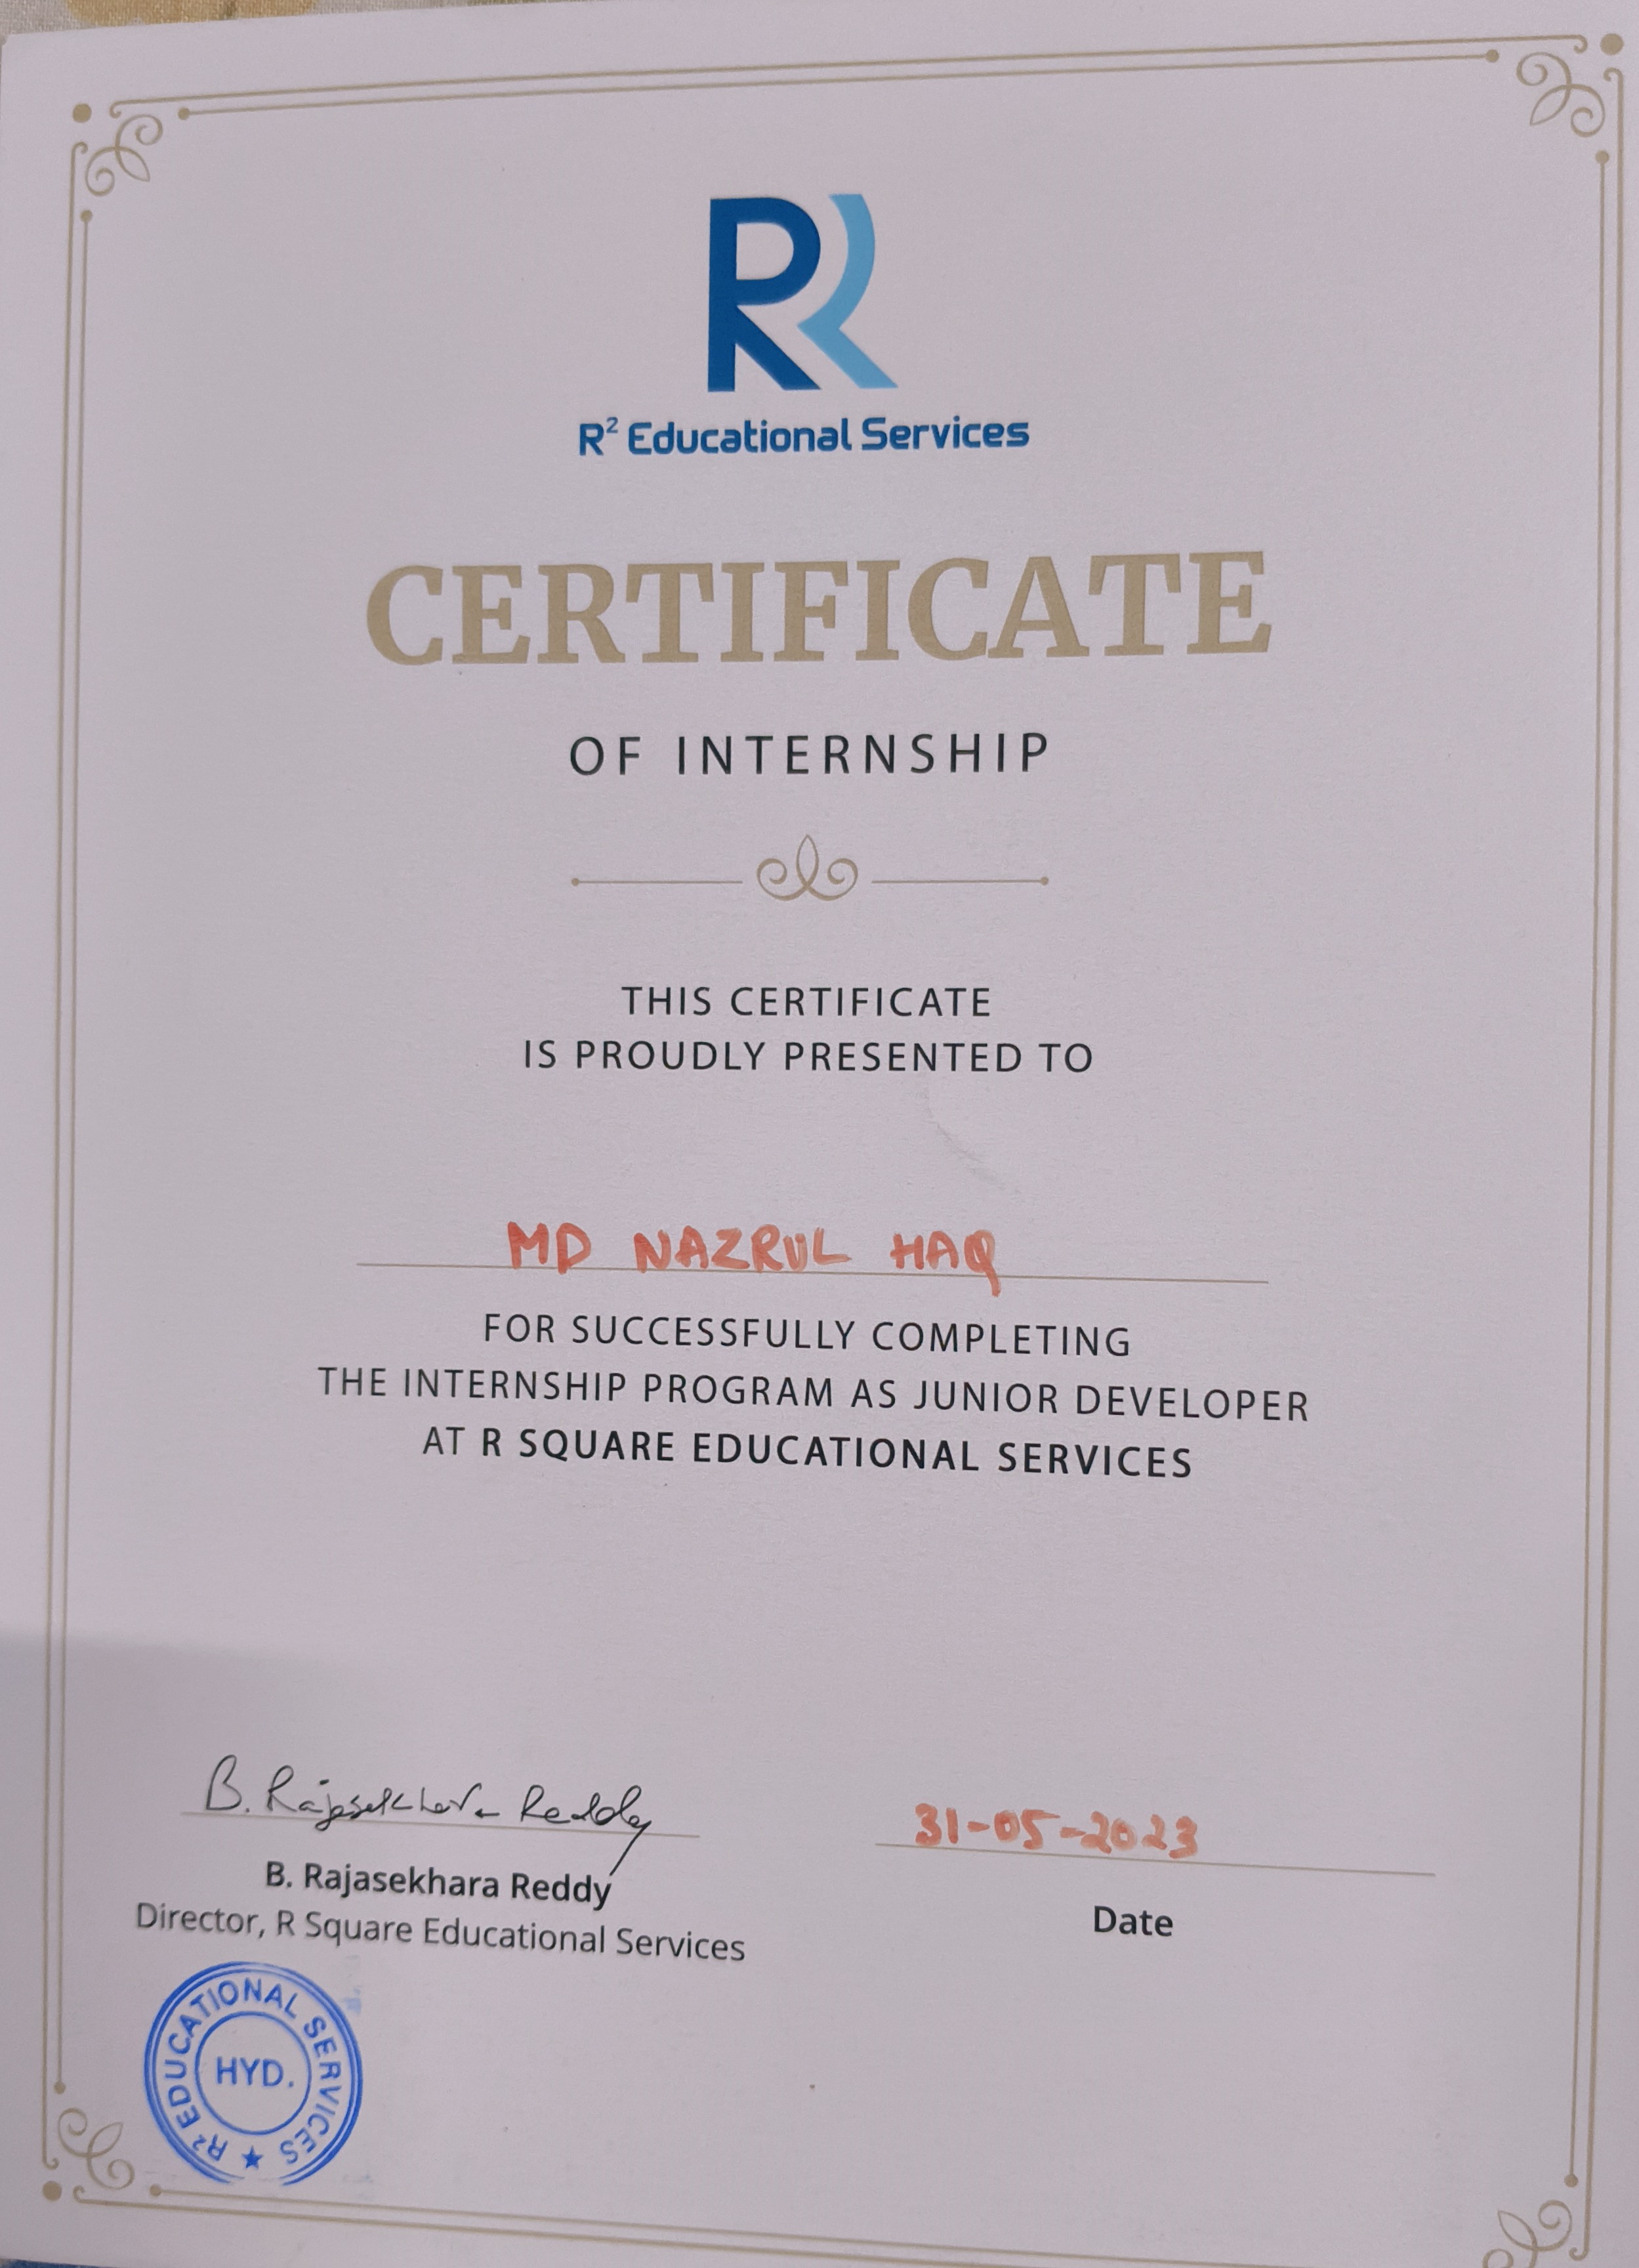 R² Educational Services
CERTIFICATE
OF INTERNSHIP
THIS CERTIFICATE
IS PROUDLY PRESENTED TO
MD NAZRUL HAQ
FOR SUCCESSFULLY COMPLETING
THE INTERNSHIP PROGRAM AS JUNIOR DEVELOPER
AT R SQUARE EDUCATIONAL SERVICES
B. Rajasekhara Reddy
B. Rajasekhara Reddy
Director, R Square Educational Services
31-05-2023
Date
R² EDUCATIONAL SERVICES ★
HYD.